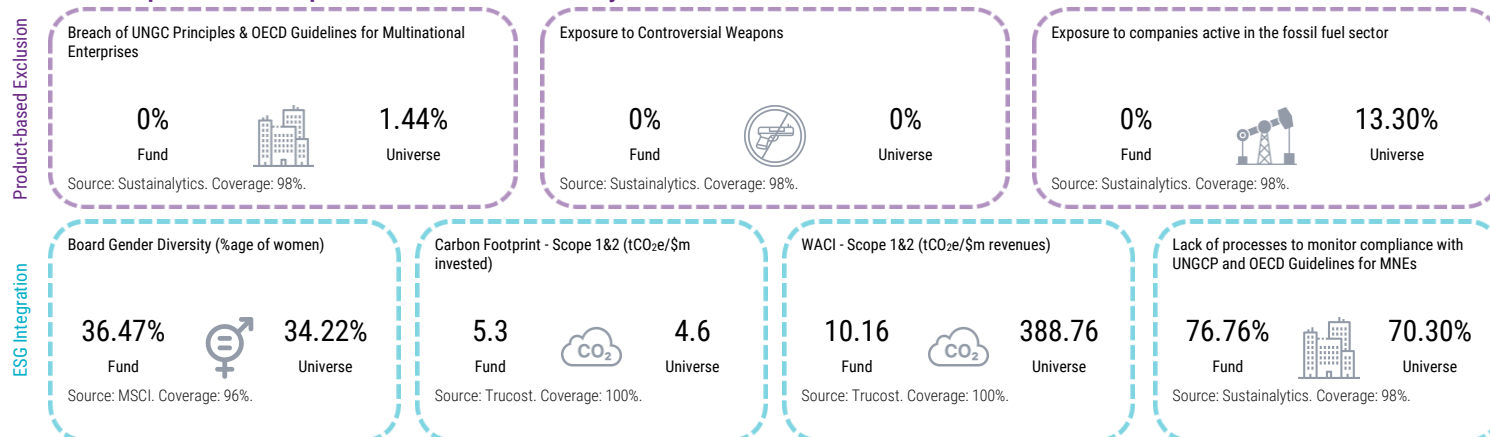 Product-based Exclusion
Breach of UNGC Principles & OECD Guidelines for Multinational
Enterprises
0%
Fund
1.44%
Universe
Source: Sustainalytics. Coverage: 98%.
Exposure to Controversial Weapons
0%
Fund
0%
Universe
Source: Sustainalytics. Coverage: 98%.
Exposure to companies active in the fossil fuel sector
0%
Fund
13.30%
Universe
Source: Sustainalytics. Coverage: 98%.
ESG Integration
Board Gender Diversity (%age of women)
36.47%
Fund
34.22%
Universe
Source: MSCI. Coverage: 96%.
Carbon Footprint - Scope 1&2 (tCO₂e/$m
invested)
5.3
Fund
CO₂
4.6
Universe
Source: Trucost. Coverage: 100%.
WACI - Scope 1&2 (tCO₂e/$m revenues)
10.16
Fund
CO₂
388.76
Universe
Source: Trucost. Coverage: 100%.
Lack of processes to monitor compliance with
UNGCP and OECD Guidelines for MNEs
76.76%
Fund
70.30%
Universe
Source: Sustainalytics. Coverage: 98%.